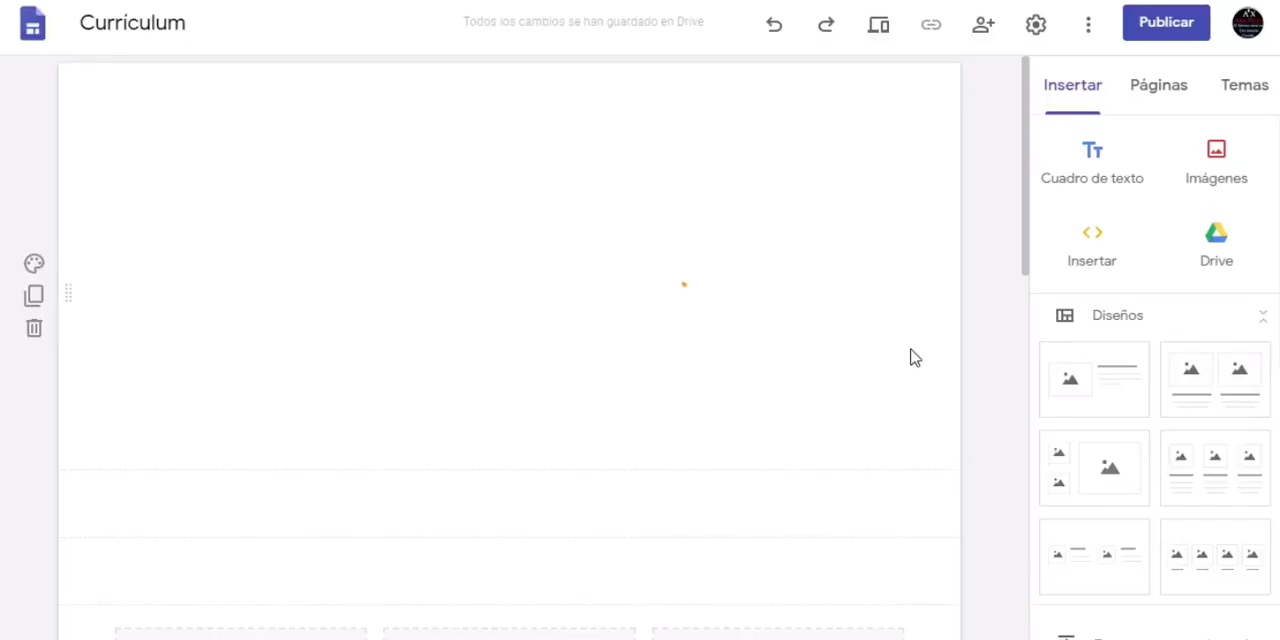 Currículum
Todos los cambios se han guardado en Drive
Publicar
Insertar
Páginas
Temas
Cuadro de texto
Imágenes
Insertar
Drive
Diseños